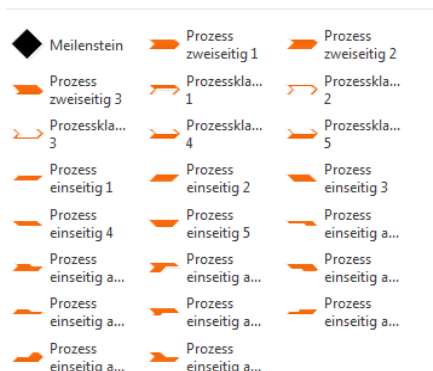 Meilenstein
Prozess
zweiseitig 1
Prozess
zweiseitig 2
Prozess
zweiseitig 3
Prozesskla...
1
Prozesskla...
2
Prozesskla...
3
Prozesskla...
4
Prozesskla...
5
Prozess
einseitig 1
Prozess
einseitig 2
Prozess
einseitig 3
Prozess
einseitig 4
Prozess
einseitig 5
Prozess
einseitig a...
Prozess
einseitig a...
Prozess
einseitig a...
Prozess
einseitig a...
Prozess
einseitig a...
Prozess
einseitig a...
Prozess
einseitig a...
Prozess
einseitig a...
Prozess
einseitig a...